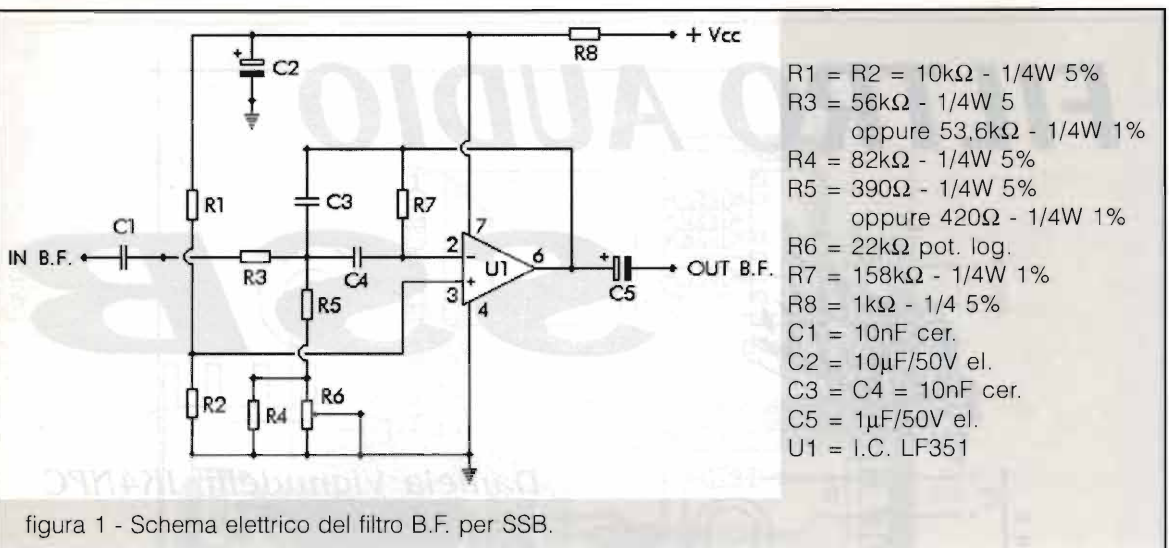 + Vcc
R8
C2
R1
C3
R7
C1
IN B.F.
R3
C4
2
7
U1
6
3
4
C5
OUT B.F.
R5
R2
R4
R6
R1 = R2 = 10kΩ - 1/4W 5%
R3 = 56kΩ - 1/4W 5
oppure 53,6kΩ - 1/4W 1%
R4 = 82kΩ - 1/4W 5%
R5 = 390Ω - 1/4W 5%
oppure 420Ω - 1/4W 1%
R6 = 22kΩ pot. log.
R7 = 158kΩ - 1/4W 1%
R8 = 1kΩ - 1/4 5%
C1 = 10nF cer.
C2 = 10µF/50V el.
C3 = C4 = 10nF cer.
C5 = 1µF/50V el.
U1 = I.C. LF351
figura 1 - Schema elettrico del filtro B.F. per SSB.